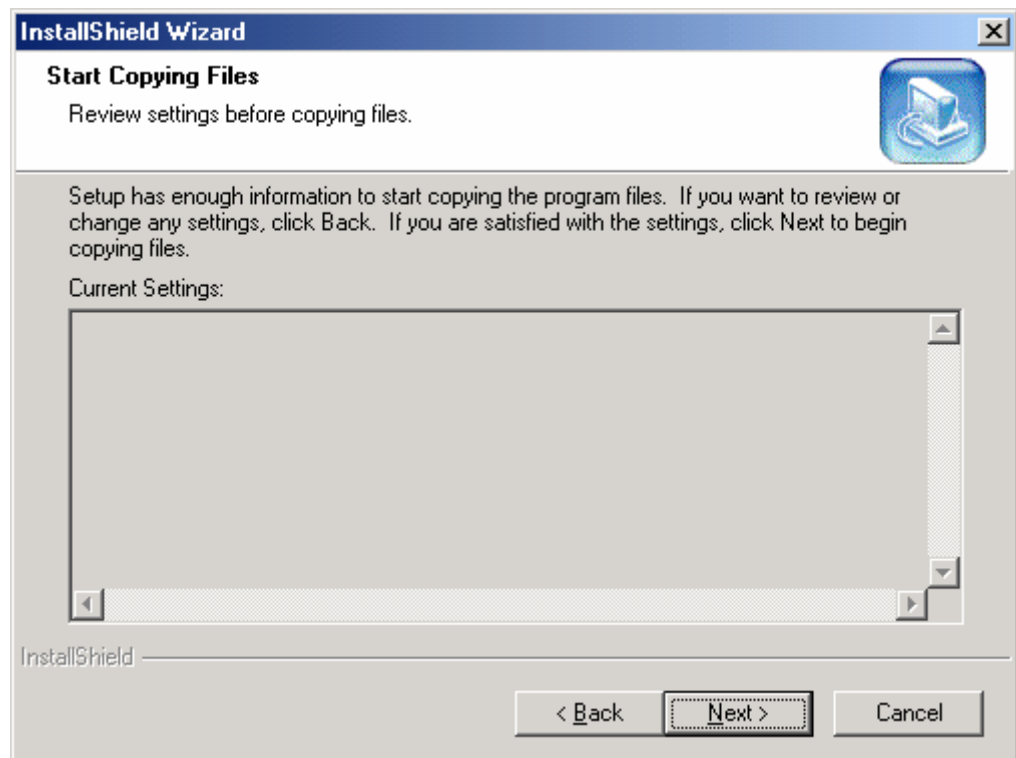 InstallShield Wizard
Start Copying Files
Review settings before copying files.
Setup has enough information to start copying the program files.  If you want to review or
change any settings, click Back.  If you are satisfied with the settings, click Next to begin
copying files.
Current Settings:
InstallShield
< Back
Next >
Cancel